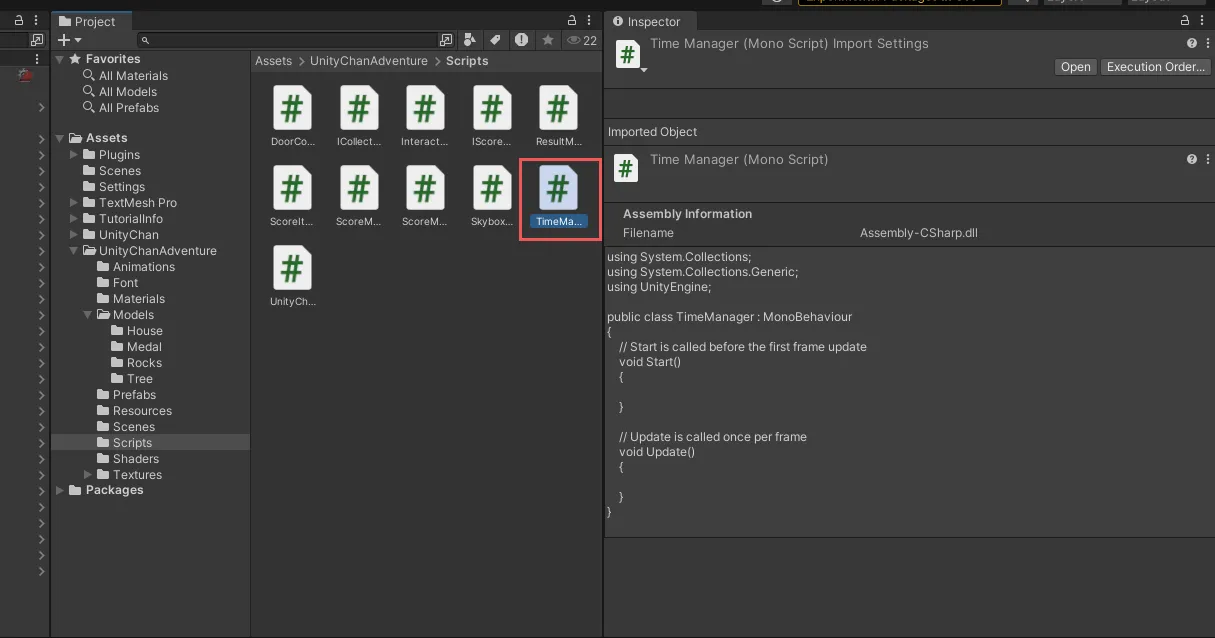 Project
22
Favorites
All Materials
All Models
All Prefabs
Assets
Plugins
Scenes
Settings
TextMesh Pro
TutorialInfo
UnityChan
UnityChanAdventure
Animations
Font
Materials
Models
House
Medal
Rocks
Tree
Prefabs
Resources
Scenes
Scripts
Shaders
Textures
Packages
Assets > UnityChanAdventure > Scripts
DoorCo... ICollect... Interact... IScore... ResultM...
ScoreIt... ScoreM... ScoreM... Skybox... TimeMa...
UnityCh...
Inspector
Time Manager (Mono Script) Import Settings
Open Execution Order...
Imported Object
Time Manager (Mono Script)
Assembly Information
Filename Assembly-CSharp.dll
using System.Collections;
using System.Collections.Generic;
using UnityEngine;
public class TimeManager : MonoBehaviour
{
// Start is called before the first frame update
void Start()
{
}
// Update is called once per frame
void Update()
{
}
}